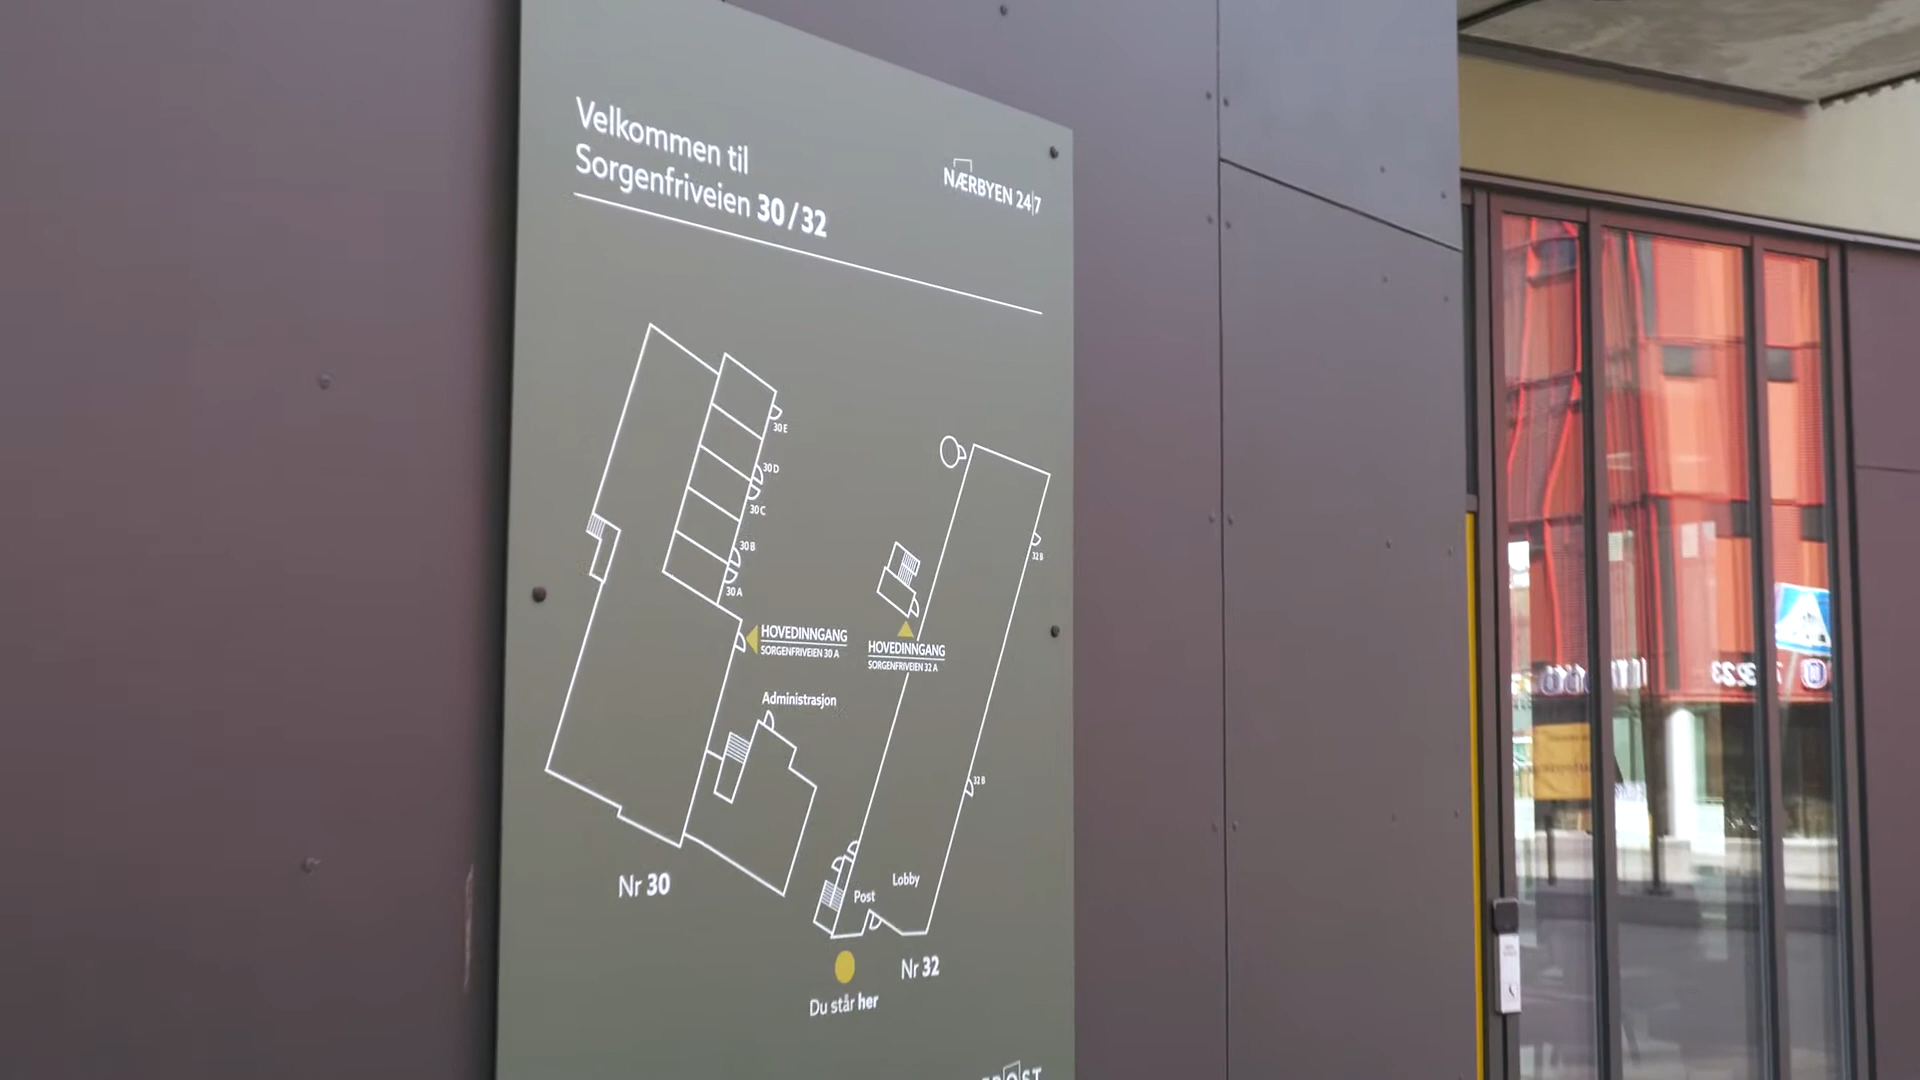 Velkommen til
Sorgenfriveien 30/32
NÆRBYEN 24|7
30 E
30 D
30 C
30 B
30 A
32 B
HOVEDINNGANG
SORGENFRIVEIEN 30 A
HOVEDINNGANG
SORGENFRIVEIEN 32 A
Administrasjon
32 B
Lobby
Post
Nr 30
Nr 32
Du står her